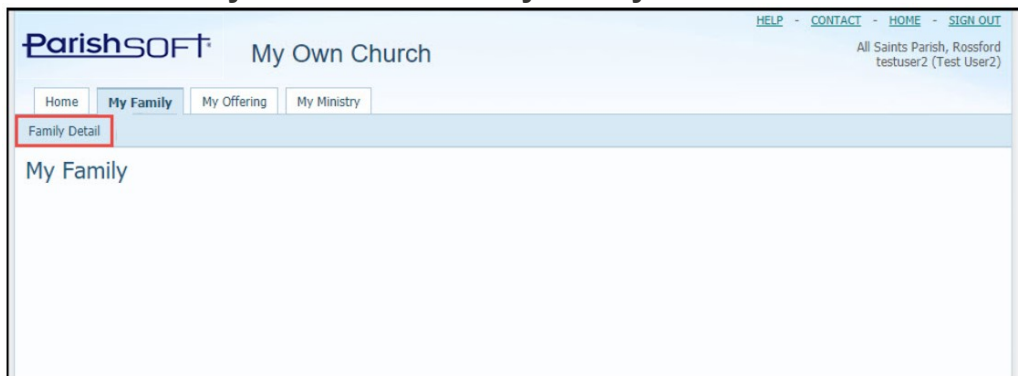 HELP - CONTACT - HOME - SIGN OUT
ParishSOFT My Own Church
All Saints Parish, Rossford
testuser2 (Test User2)
Home My Family My Offering My Ministry
Family Detail
My Family